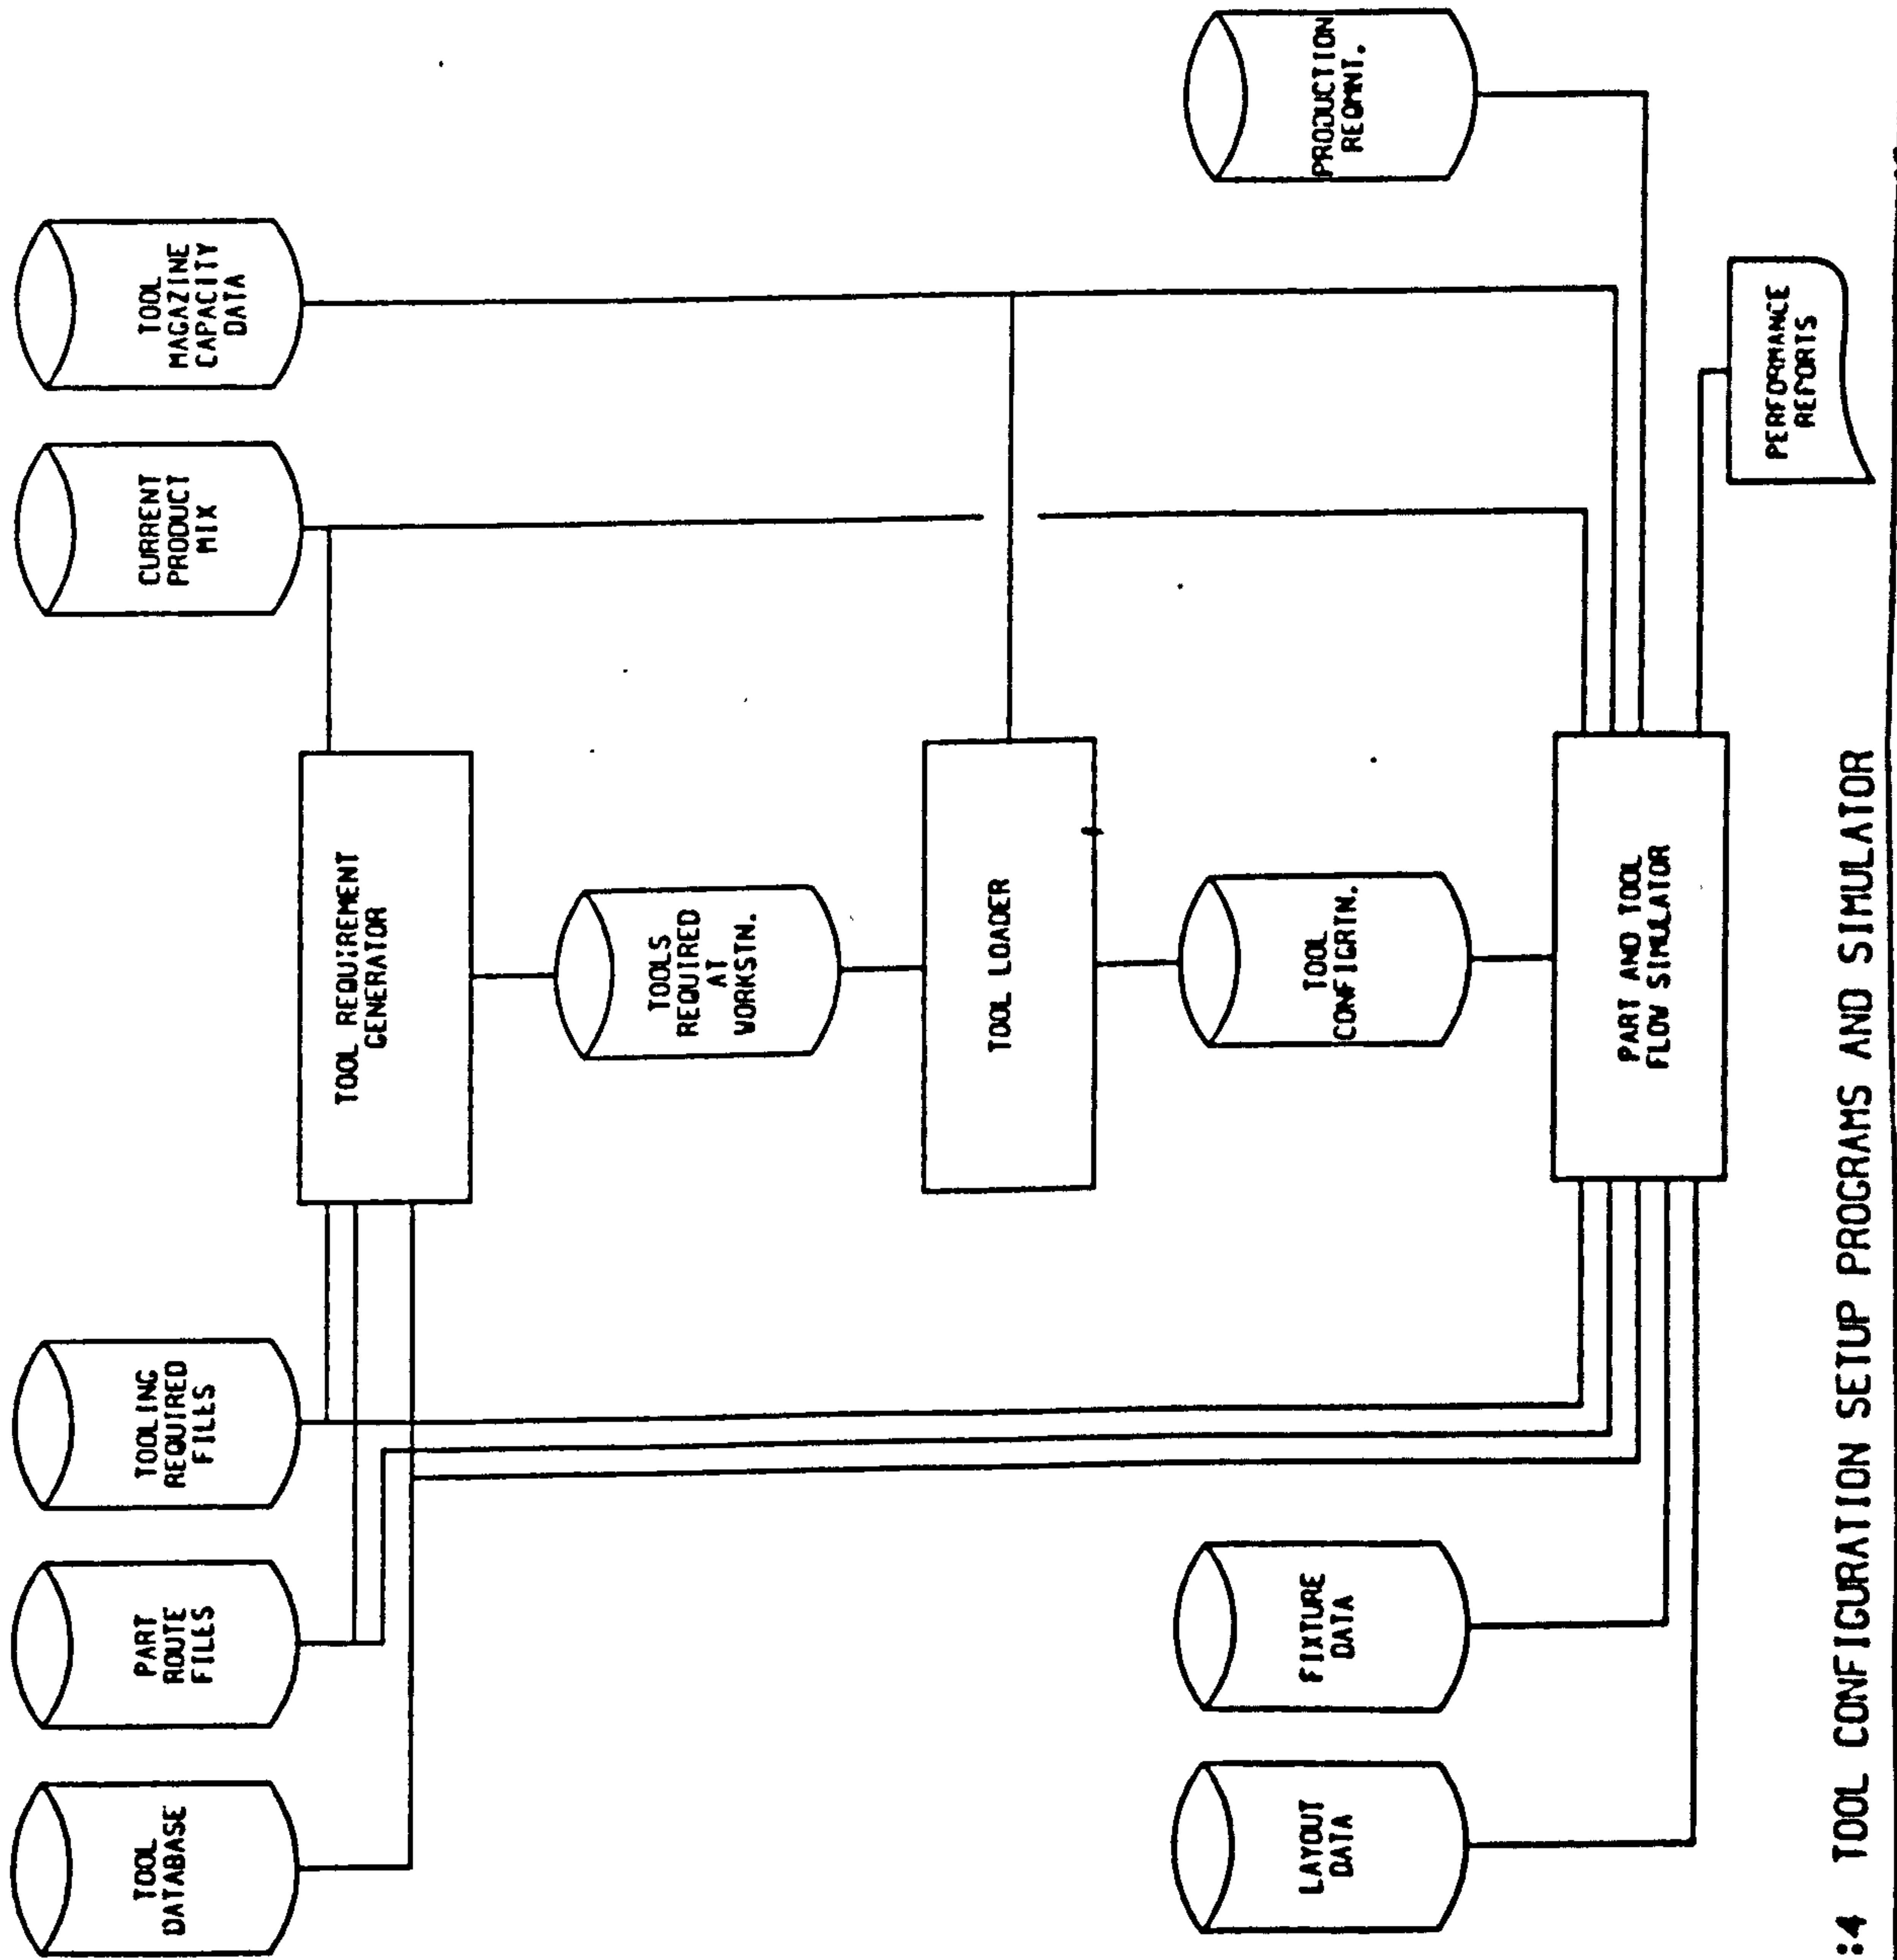 TOOL
DATABASE
PART
ROUTE
FILES
TOOLING
REQUIRED
FILES
CURRENT
PRODUCT
MIX
TOOL
MAGAZINE
CAPACITY
DATA
TOOL REQUIREMENT
GENERATOR
TOOLS
REQUIRED
AT
WORKSTN.
TOOL LOADER
LAYOUT
DATA
FIXTURE
DATA
TOOL
CONFIGRTN.
PRODUCTION
REQMNT.
PART AND TOOL
FLOW SIMULATOR
PERFORMANCE
REPORTS
:4 TOOL CONFIGURATION SETUP PROGRAMS AND SIMULATOR